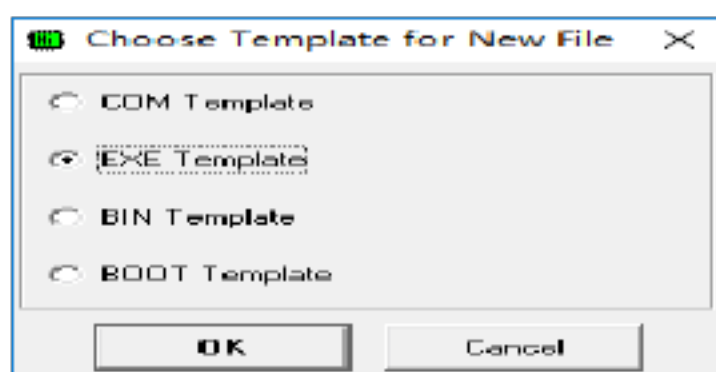 Choose Template for New File
COM Template
EXE Template
BIN Template
BOOT Template
OK
Cancel